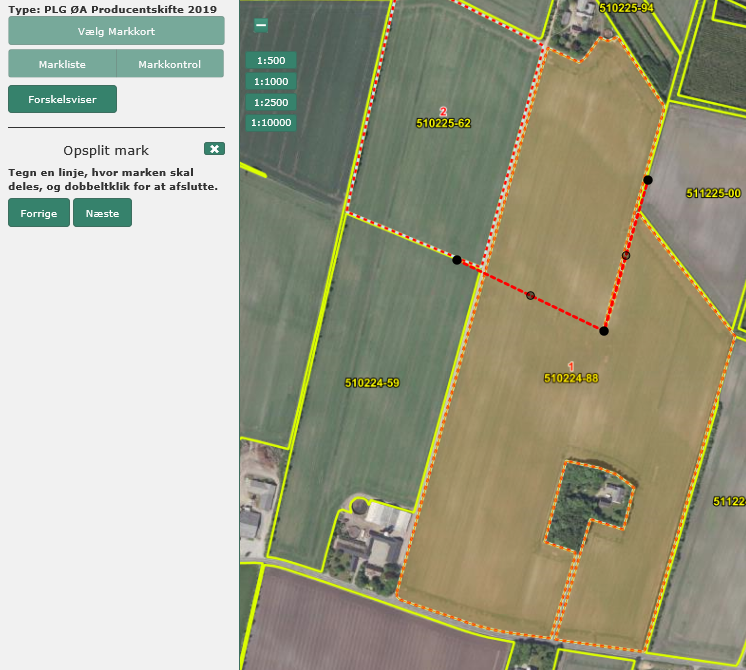 Type: PLG ØA Producentskifte 2019
Vælg Markkort
Markliste
Markkontrol
Forskelsviser
Opsplit mark
Tegn en linje, hvor marken skal
deles, og dobbeltklik for at afslutte.
Forrige
Næste
1:500
1:1000
1:2500
1:10000
510225-94
2
510225-62
511225-00
1
510224-88
510224-59
51122